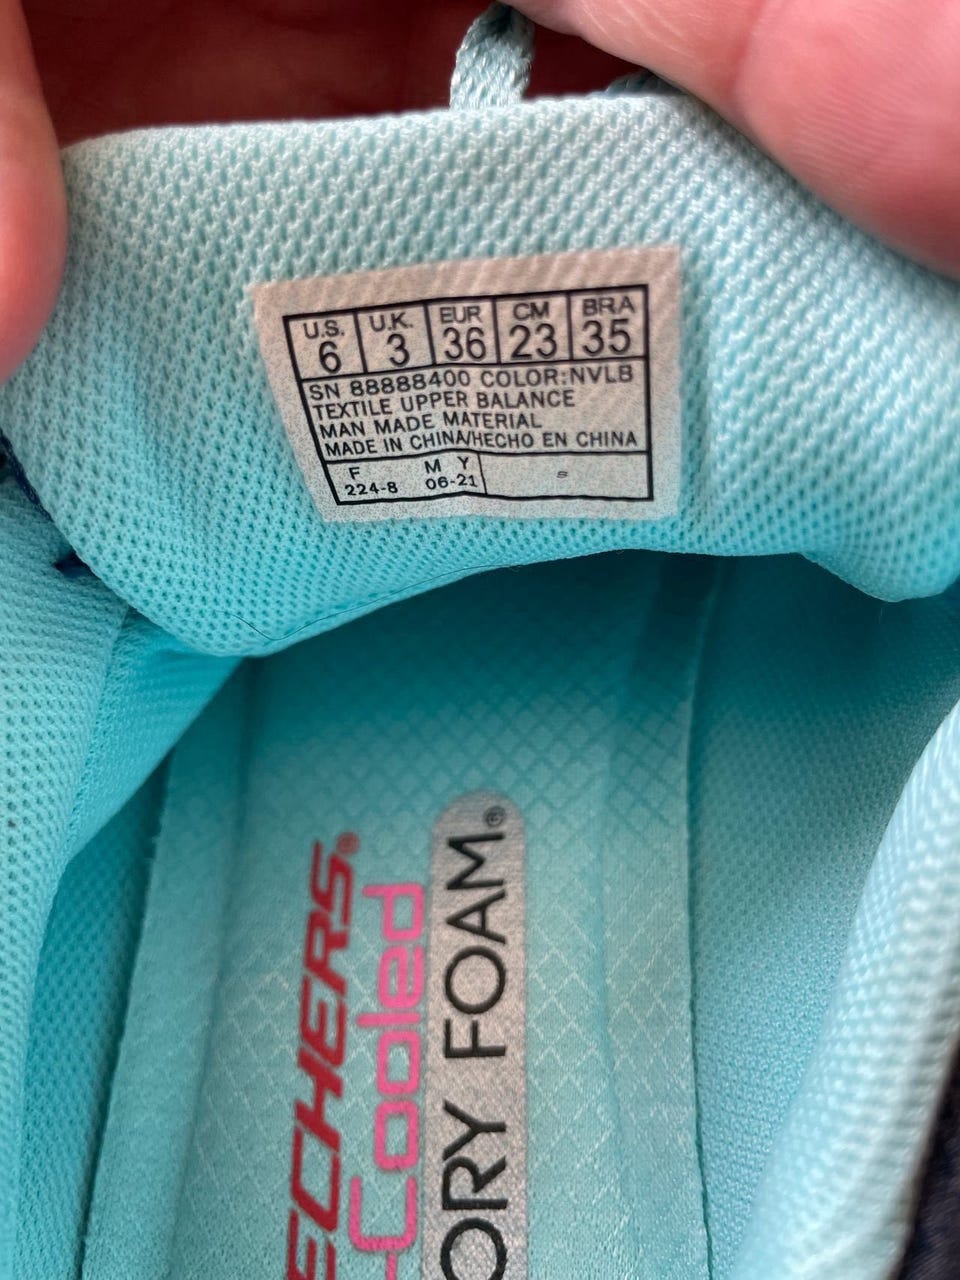 U.S. U.K. EUR CM BRA
6 3 36 23 35
SN 88888400 COLOR:NVLB
TEXTILE UPPER BALANCE
MAN MADE MATERIAL
MADE IN CHINA/HECHO EN CHINA
F M Y
224-8 06-21
ECHERS®
-Cooled
ORY FOAM®